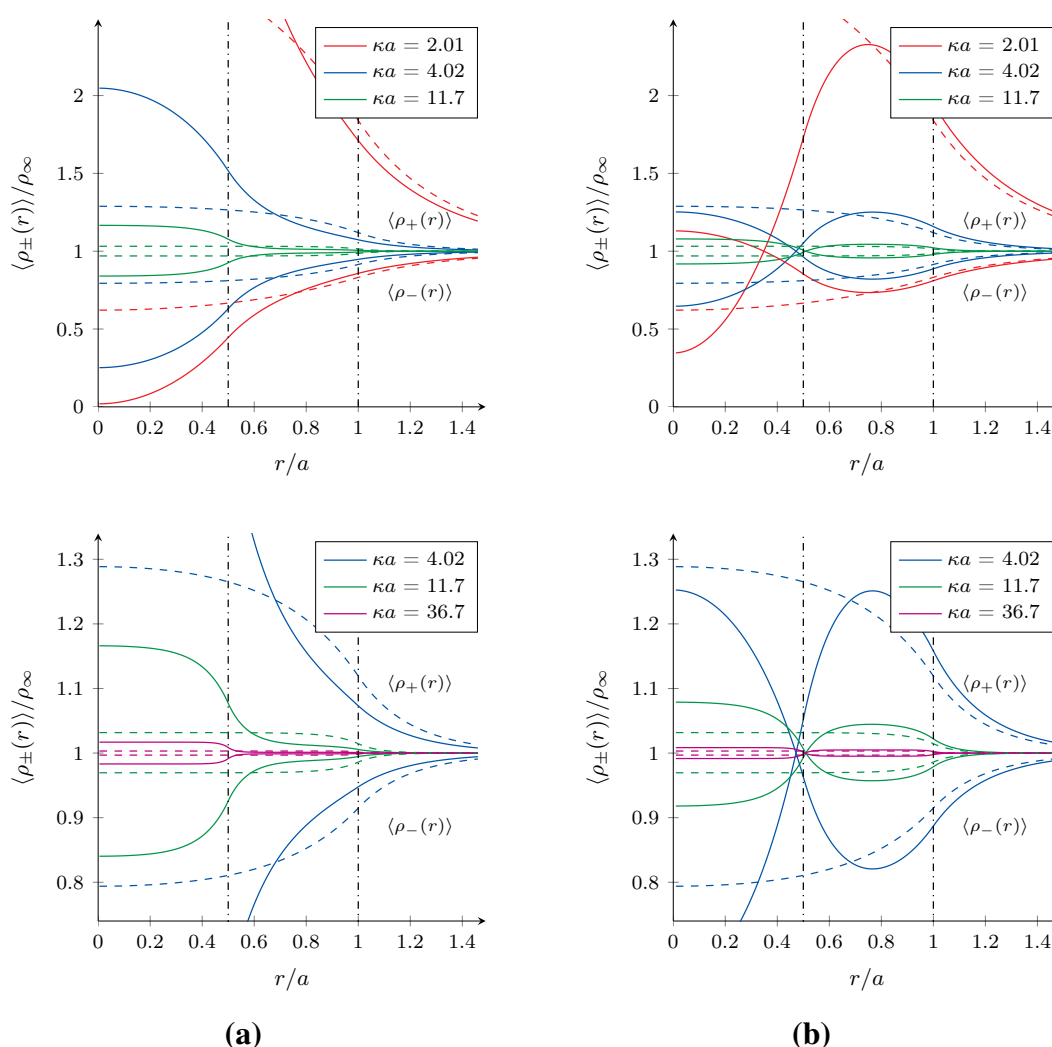 2
1.5
1
0.5
0
⟨ρ±(r)⟩/ρ∞
κa = 2.01
κa = 4.02
κa = 11.7
⟨ρ+(r)⟩
⟨ρ−(r)⟩
0 0.2 0.4 0.6 0.8 1 1.2 1.4
r/a
2
1.5
1
0.5
0
⟨ρ±(r)⟩/ρ∞
κa = 2.01
κa = 4.02
κa = 11.7
⟨ρ+(r)⟩
⟨ρ−(r)⟩
0 0.2 0.4 0.6 0.8 1 1.2 1.4
r/a
1.3
1.2
1.1
1
0.9
0.8
⟨ρ±(r)⟩/ρ∞
κa = 4.02
κa = 11.7
κa = 36.7
⟨ρ+(r)⟩
⟨ρ−(r)⟩
0 0.2 0.4 0.6 0.8 1 1.2 1.4
r/a
(a)
1.3
1.2
1.1
1
0.9
0.8
⟨ρ±(r)⟩/ρ∞
κa = 4.02
κa = 11.7
κa = 36.7
⟨ρ+(r)⟩
⟨ρ−(r)⟩
0 0.2 0.4 0.6 0.8 1 1.2 1.4
r/a
(b)